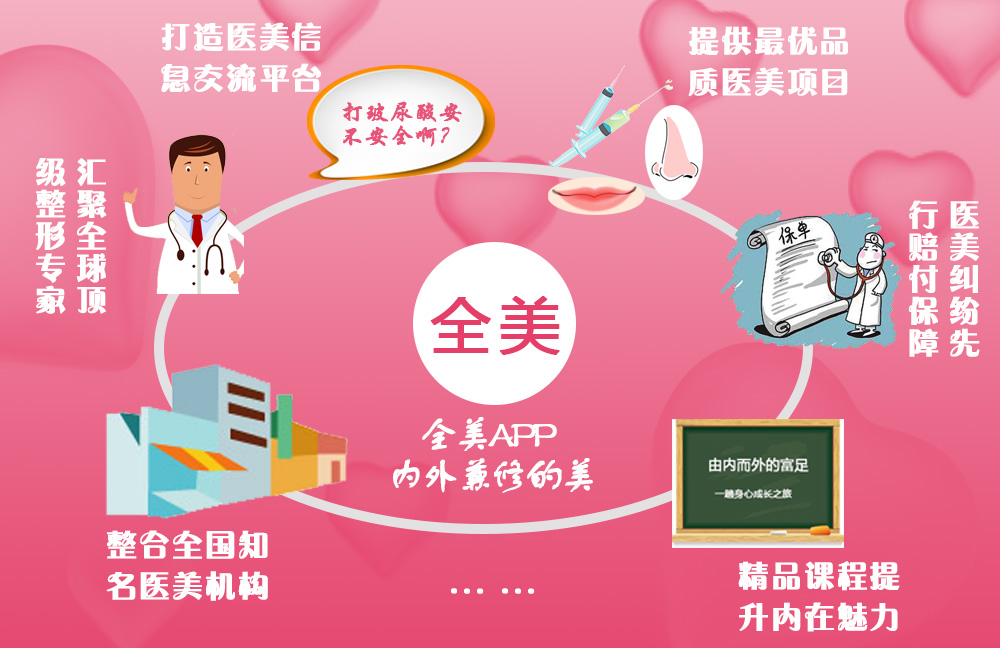 打造医美信
息交流平台
提供最优品
质医美项目
打玻尿酸安
不安全啊?
汇聚全球顶
级整形专家
保单
医美纠纷先
行赔付保障
全美
全美APP
内外兼修的美
由内而外的富足
一趟身心成长之旅
整合全国知
名医美机构
精品课程提
升内在魅力
... ...